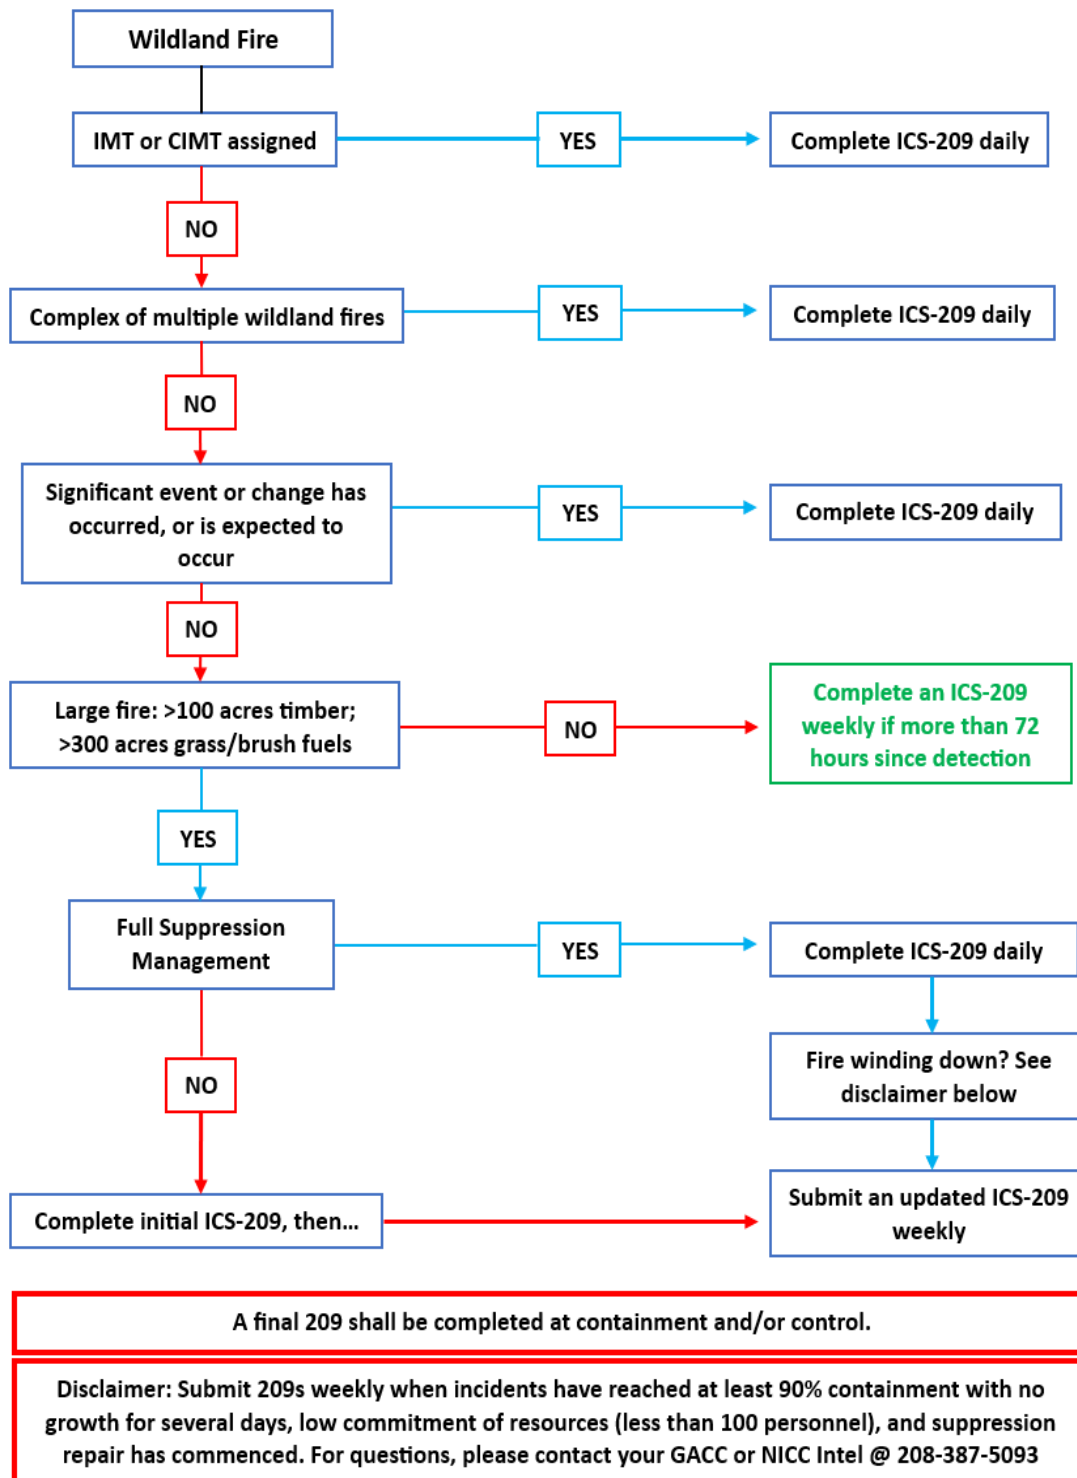 Wildland Fire
IMT or CIMT assigned
YES
Complete ICS-209 daily
NO
Complex of multiple wildland fires
YES
Complete ICS-209 daily
NO
Significant event or change has
occurred, or is expected to
occur
YES
Complete ICS-209 daily
NO
Large fire: >100 acres timber;
>300 acres grass/brush fuels
NO
Complete an ICS-209
weekly if more than 72
hours since detection
YES
Full Suppression
Management
YES
Complete ICS-209 daily
Fire winding down? See
disclaimer below
NO
Complete initial ICS-209, then…
Submit an updated ICS-209
weekly
A final 209 shall be completed at containment and/or control.
Disclaimer: Submit 209s weekly when incidents have reached at least 90% containment with no
growth for several days, low commitment of resources (less than 100 personnel), and suppression
repair has commenced. For questions, please contact your GACC or NICC Intel @ 208-387-5093